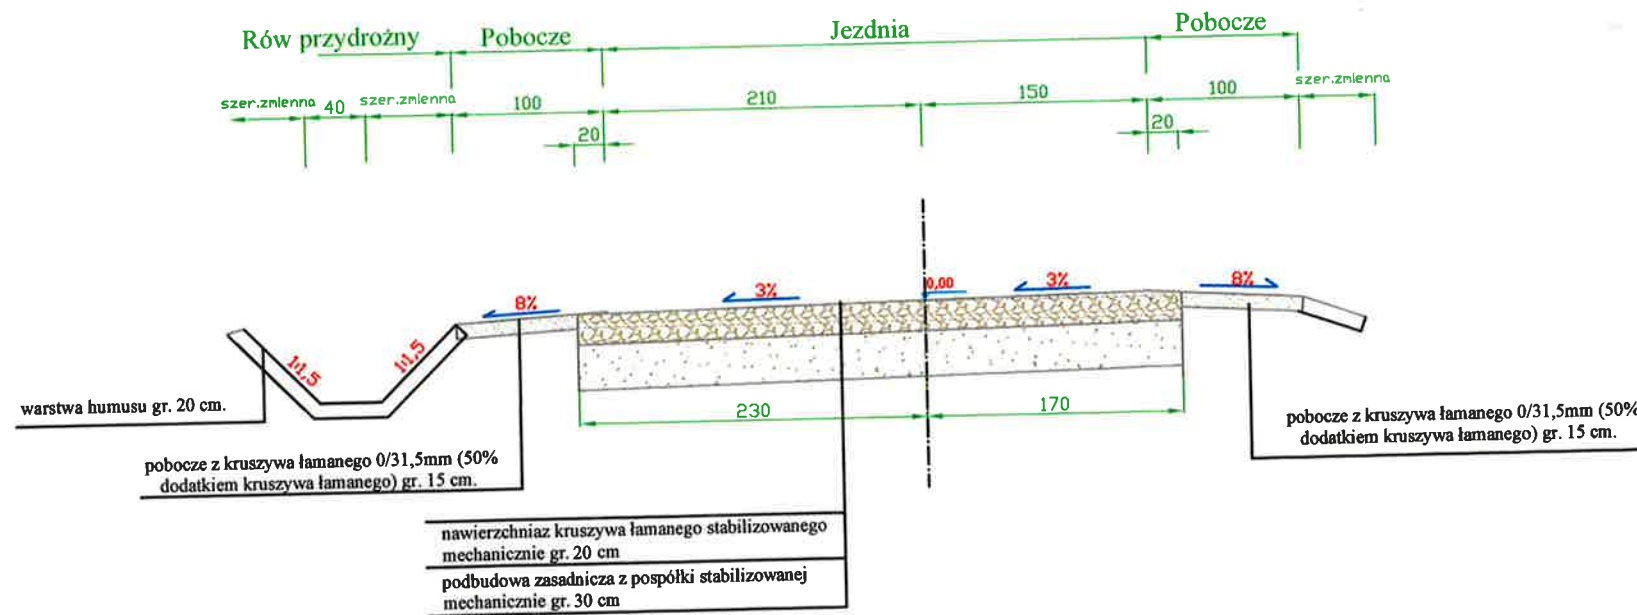 Rów przydrożny Pobocze Jezdnia Pobocze
szer.zmienna 40 szer.zmienna 100 210 150 100 szer.zmienna
20 20
8% 3% 0,00 3% 8%
1:1,5 1:1,5
warstwa humusu gr. 20 cm.
230 170
pobocze z kruszywa łamanego 0/31,5mm (50%
dodatkiem kruszywa łamanego) gr. 15 cm.
pobocze z kruszywa łamanego 0/31,5mm (50%
dodatkiem kruszywa łamanego) gr. 15 cm.
nawierzchniaz kruszywa łamanego stabilizowanego
mechanicznie gr. 20 cm
podbudowa zasadnicza z pospółki stabilizowanej
mechanicznie gr. 30 cm